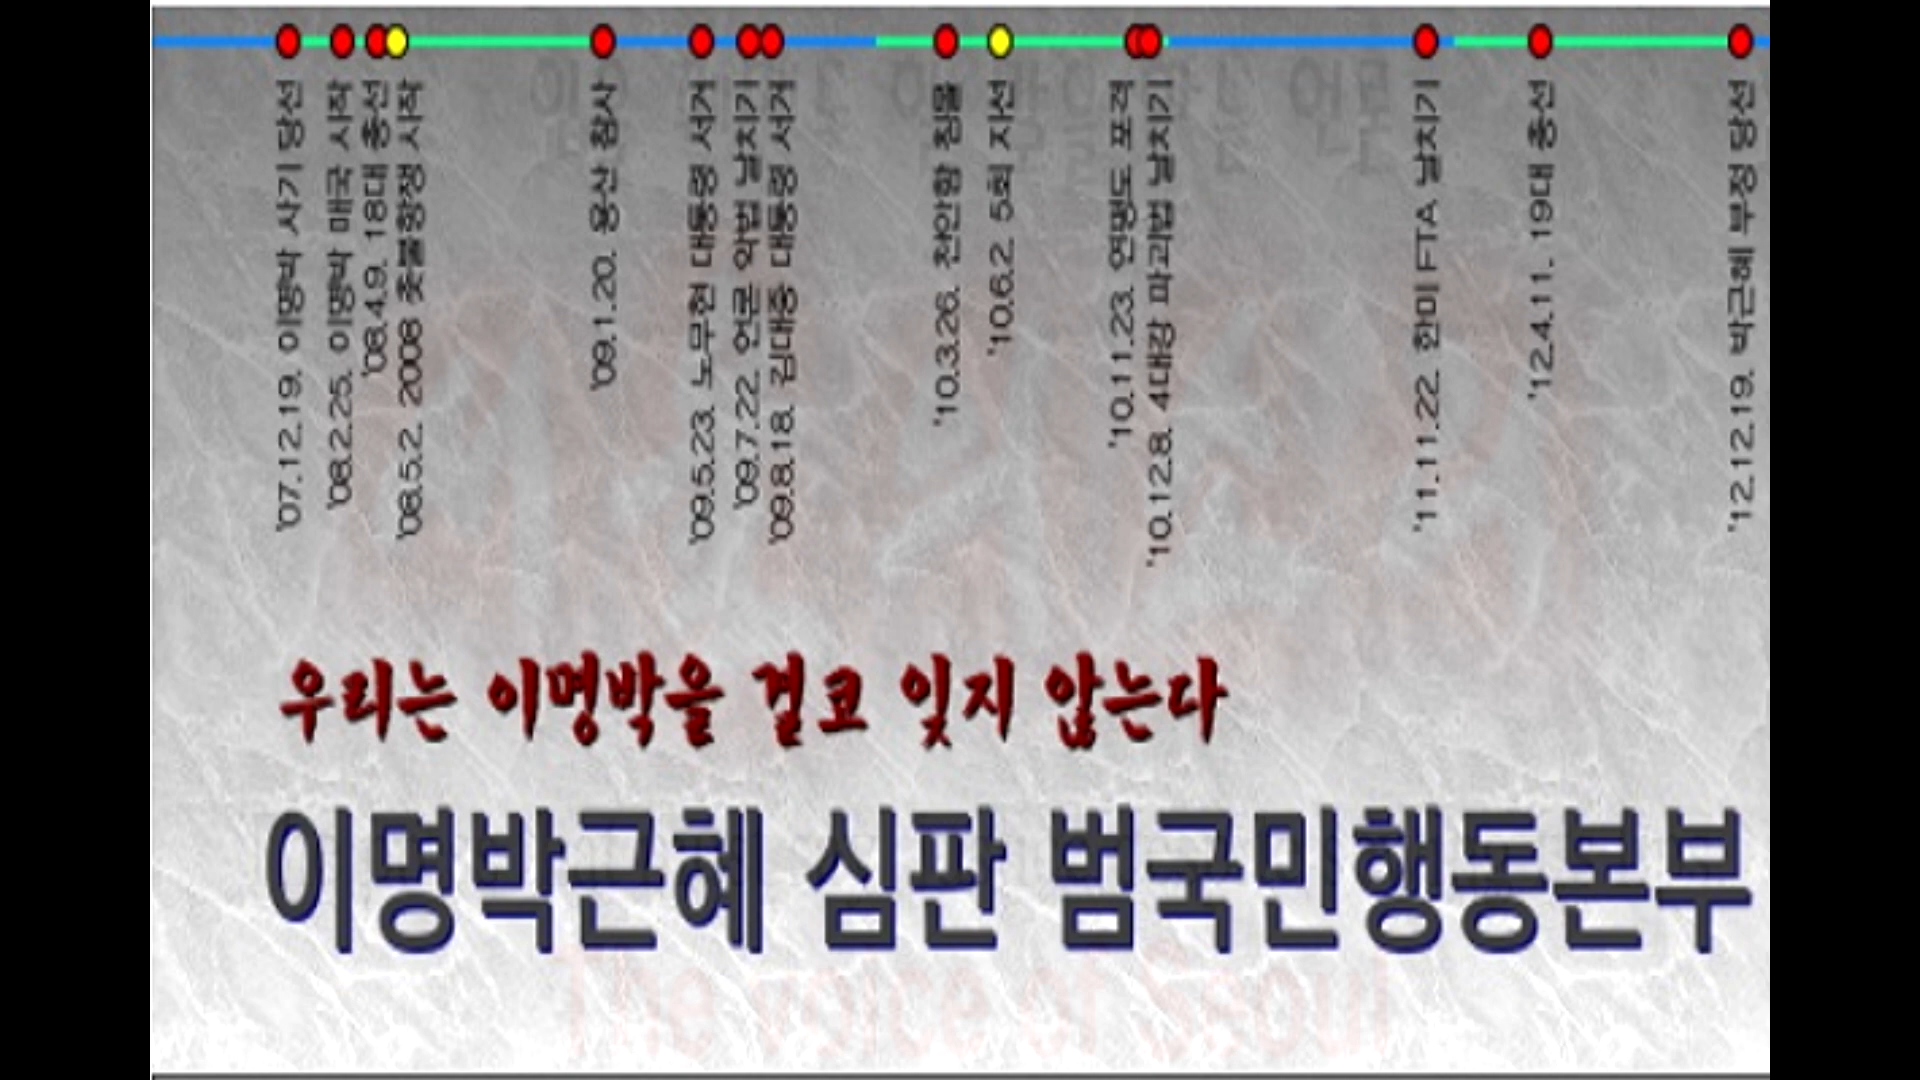 '07.12.19. 이명박 사기 당선
'08.2.25. 이명박 매국 시작
'08.4.9. 18대 총선
'08.5.2. 2008 촛불항쟁 시작
'09.1.20. 용산 참사
'09.5.23. 노무현 대통령 서거
'09.7.22. 언론 악법 날치기
'09.8.18. 김대중 대통령 서거
'10.3.26. 천안함 침몰
'10.6.2. 5회 지선
'10.11.23. 연평도 포격
'10.12.8. 4대강 파괴법 날치기
'11.11.22. 한미 FTA 날치기
'12.4.11. 19대 총선
'12.12.19. 박근혜 부정 당선
우리는 이명박을 결코 잊지 않는다
이명박근혜 심판 범국민행동본부
The voice of Seoul